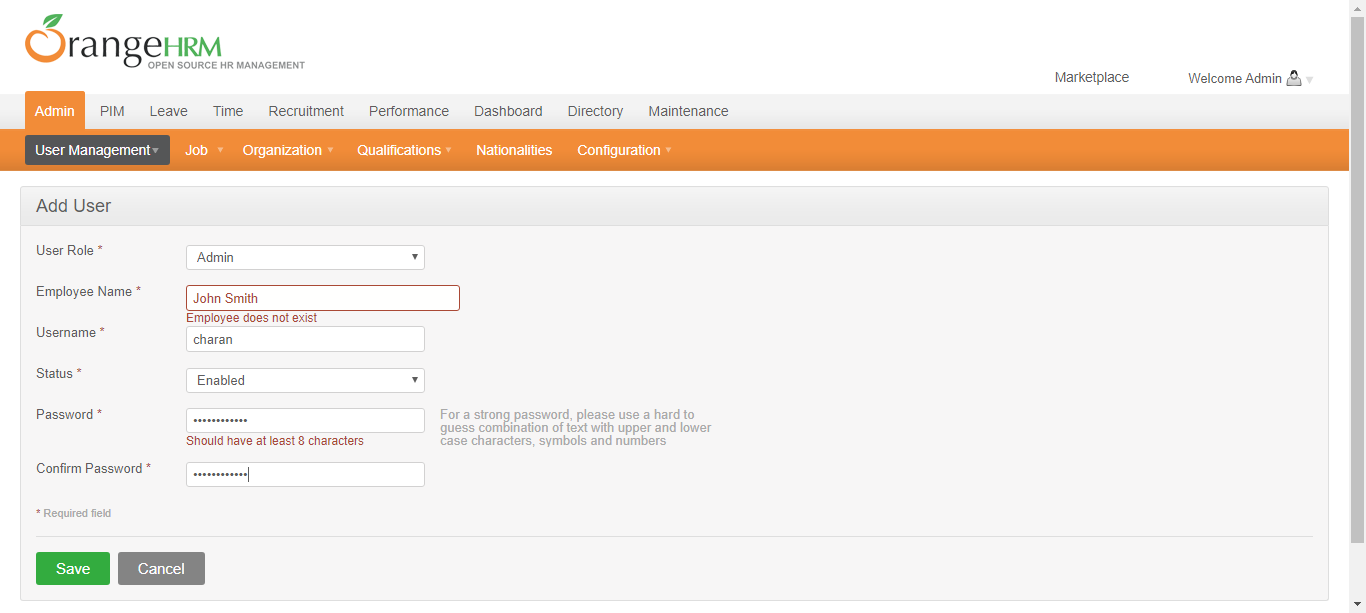 OrangeHRM
OPEN SOURCE HR MANAGEMENT
Marketplace
Welcome Admin
Admin PIM Leave Time Recruitment Performance Dashboard Directory Maintenance
User Management Job Organization Qualifications Nationalities Configuration
Add User
User Role * Admin
Employee Name * John Smith
Employee does not exist
Username * charan
Status * Enabled
Password * ••••••••••••
For a strong password, please use a hard to
guess combination of text with upper and lower
case characters, symbols and numbers
Should have at least 8 characters
Confirm Password * ••••••••••••
* Required field
Save Cancel